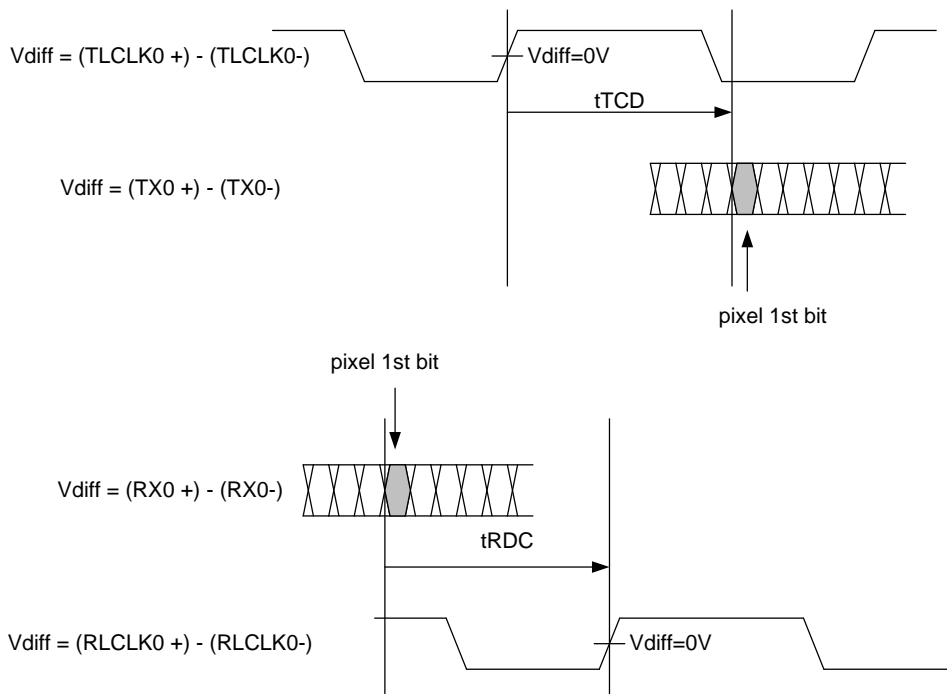 Vdiff = (TLCLK0 +) - (TLCLK0-)
Vdiff=0V
tTCD
Vdiff = (TX0 +) - (TX0-)
pixel 1st bit
pixel 1st bit
Vdiff = (RX0 +) - (RX0-)
tRDC
Vdiff = (RLCLK0 +) - (RLCLK0-)
Vdiff=0V